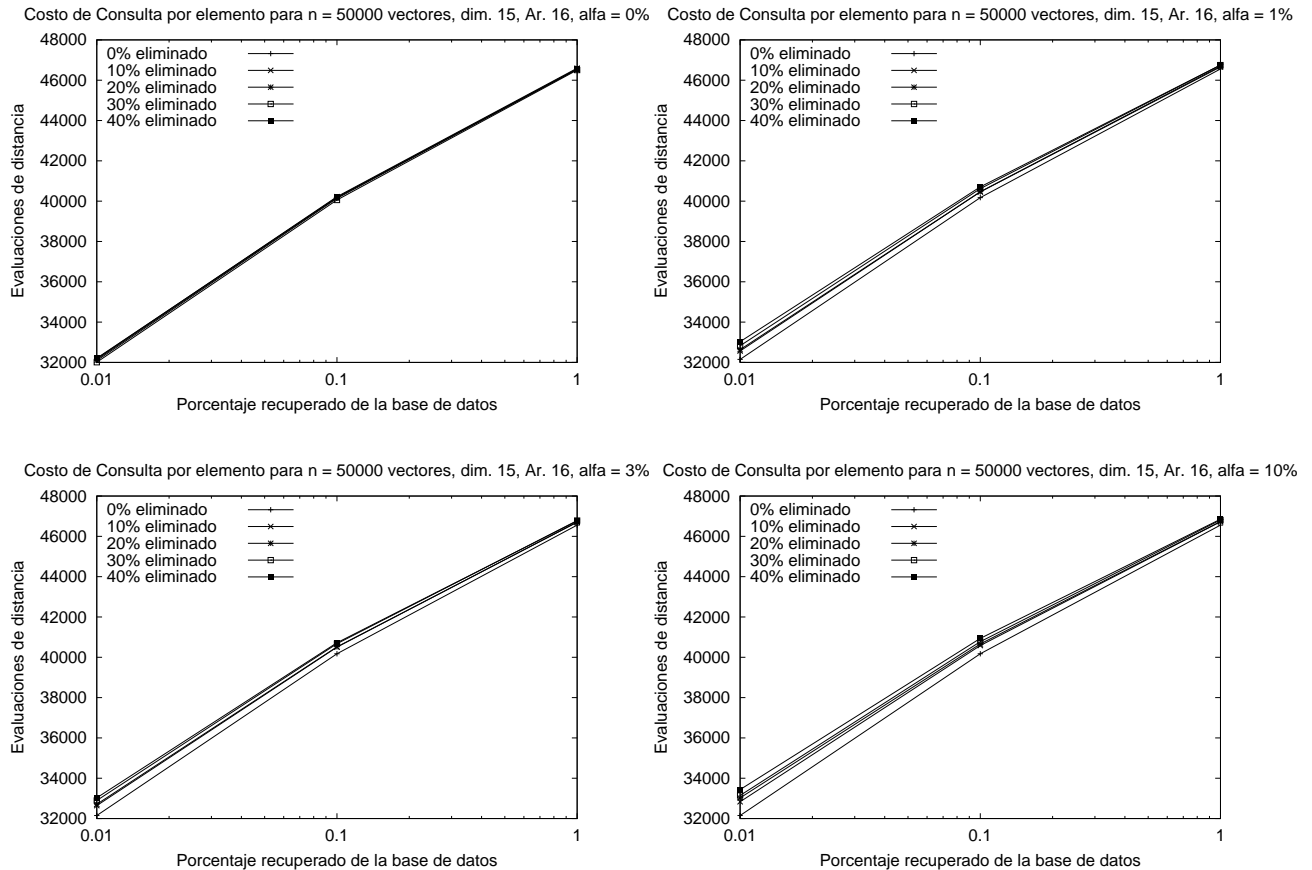 Costo de Consulta por elemento para n = 50000 vectores, dim. 15, Ar. 16, alfa = 0%
48000
46000
44000
42000
40000
38000
36000
34000
32000
0.01
0.1
1
Evaluaciones de distancia
Porcentaje recuperado de la base de datos
0% eliminado
10% eliminado
20% eliminado
30% eliminado
40% eliminado
Costo de Consulta por elemento para n = 50000 vectores, dim. 15, Ar. 16, alfa = 1%
48000
46000
44000
42000
40000
38000
36000
34000
32000
0.01
0.1
1
Evaluaciones de distancia
Porcentaje recuperado de la base de datos
0% eliminado
10% eliminado
20% eliminado
30% eliminado
40% eliminado
Costo de Consulta por elemento para n = 50000 vectores, dim. 15, Ar. 16, alfa = 3%
48000
46000
44000
42000
40000
38000
36000
34000
32000
0.01
0.1
1
Evaluaciones de distancia
Porcentaje recuperado de la base de datos
0% eliminado
10% eliminado
20% eliminado
30% eliminado
40% eliminado
Costo de Consulta por elemento para n = 50000 vectores, dim. 15, Ar. 16, alfa = 10%
48000
46000
44000
42000
40000
38000
36000
34000
32000
0.01
0.1
1
Evaluaciones de distancia
Porcentaje recuperado de la base de datos
0% eliminado
10% eliminado
20% eliminado
30% eliminado
40% eliminado